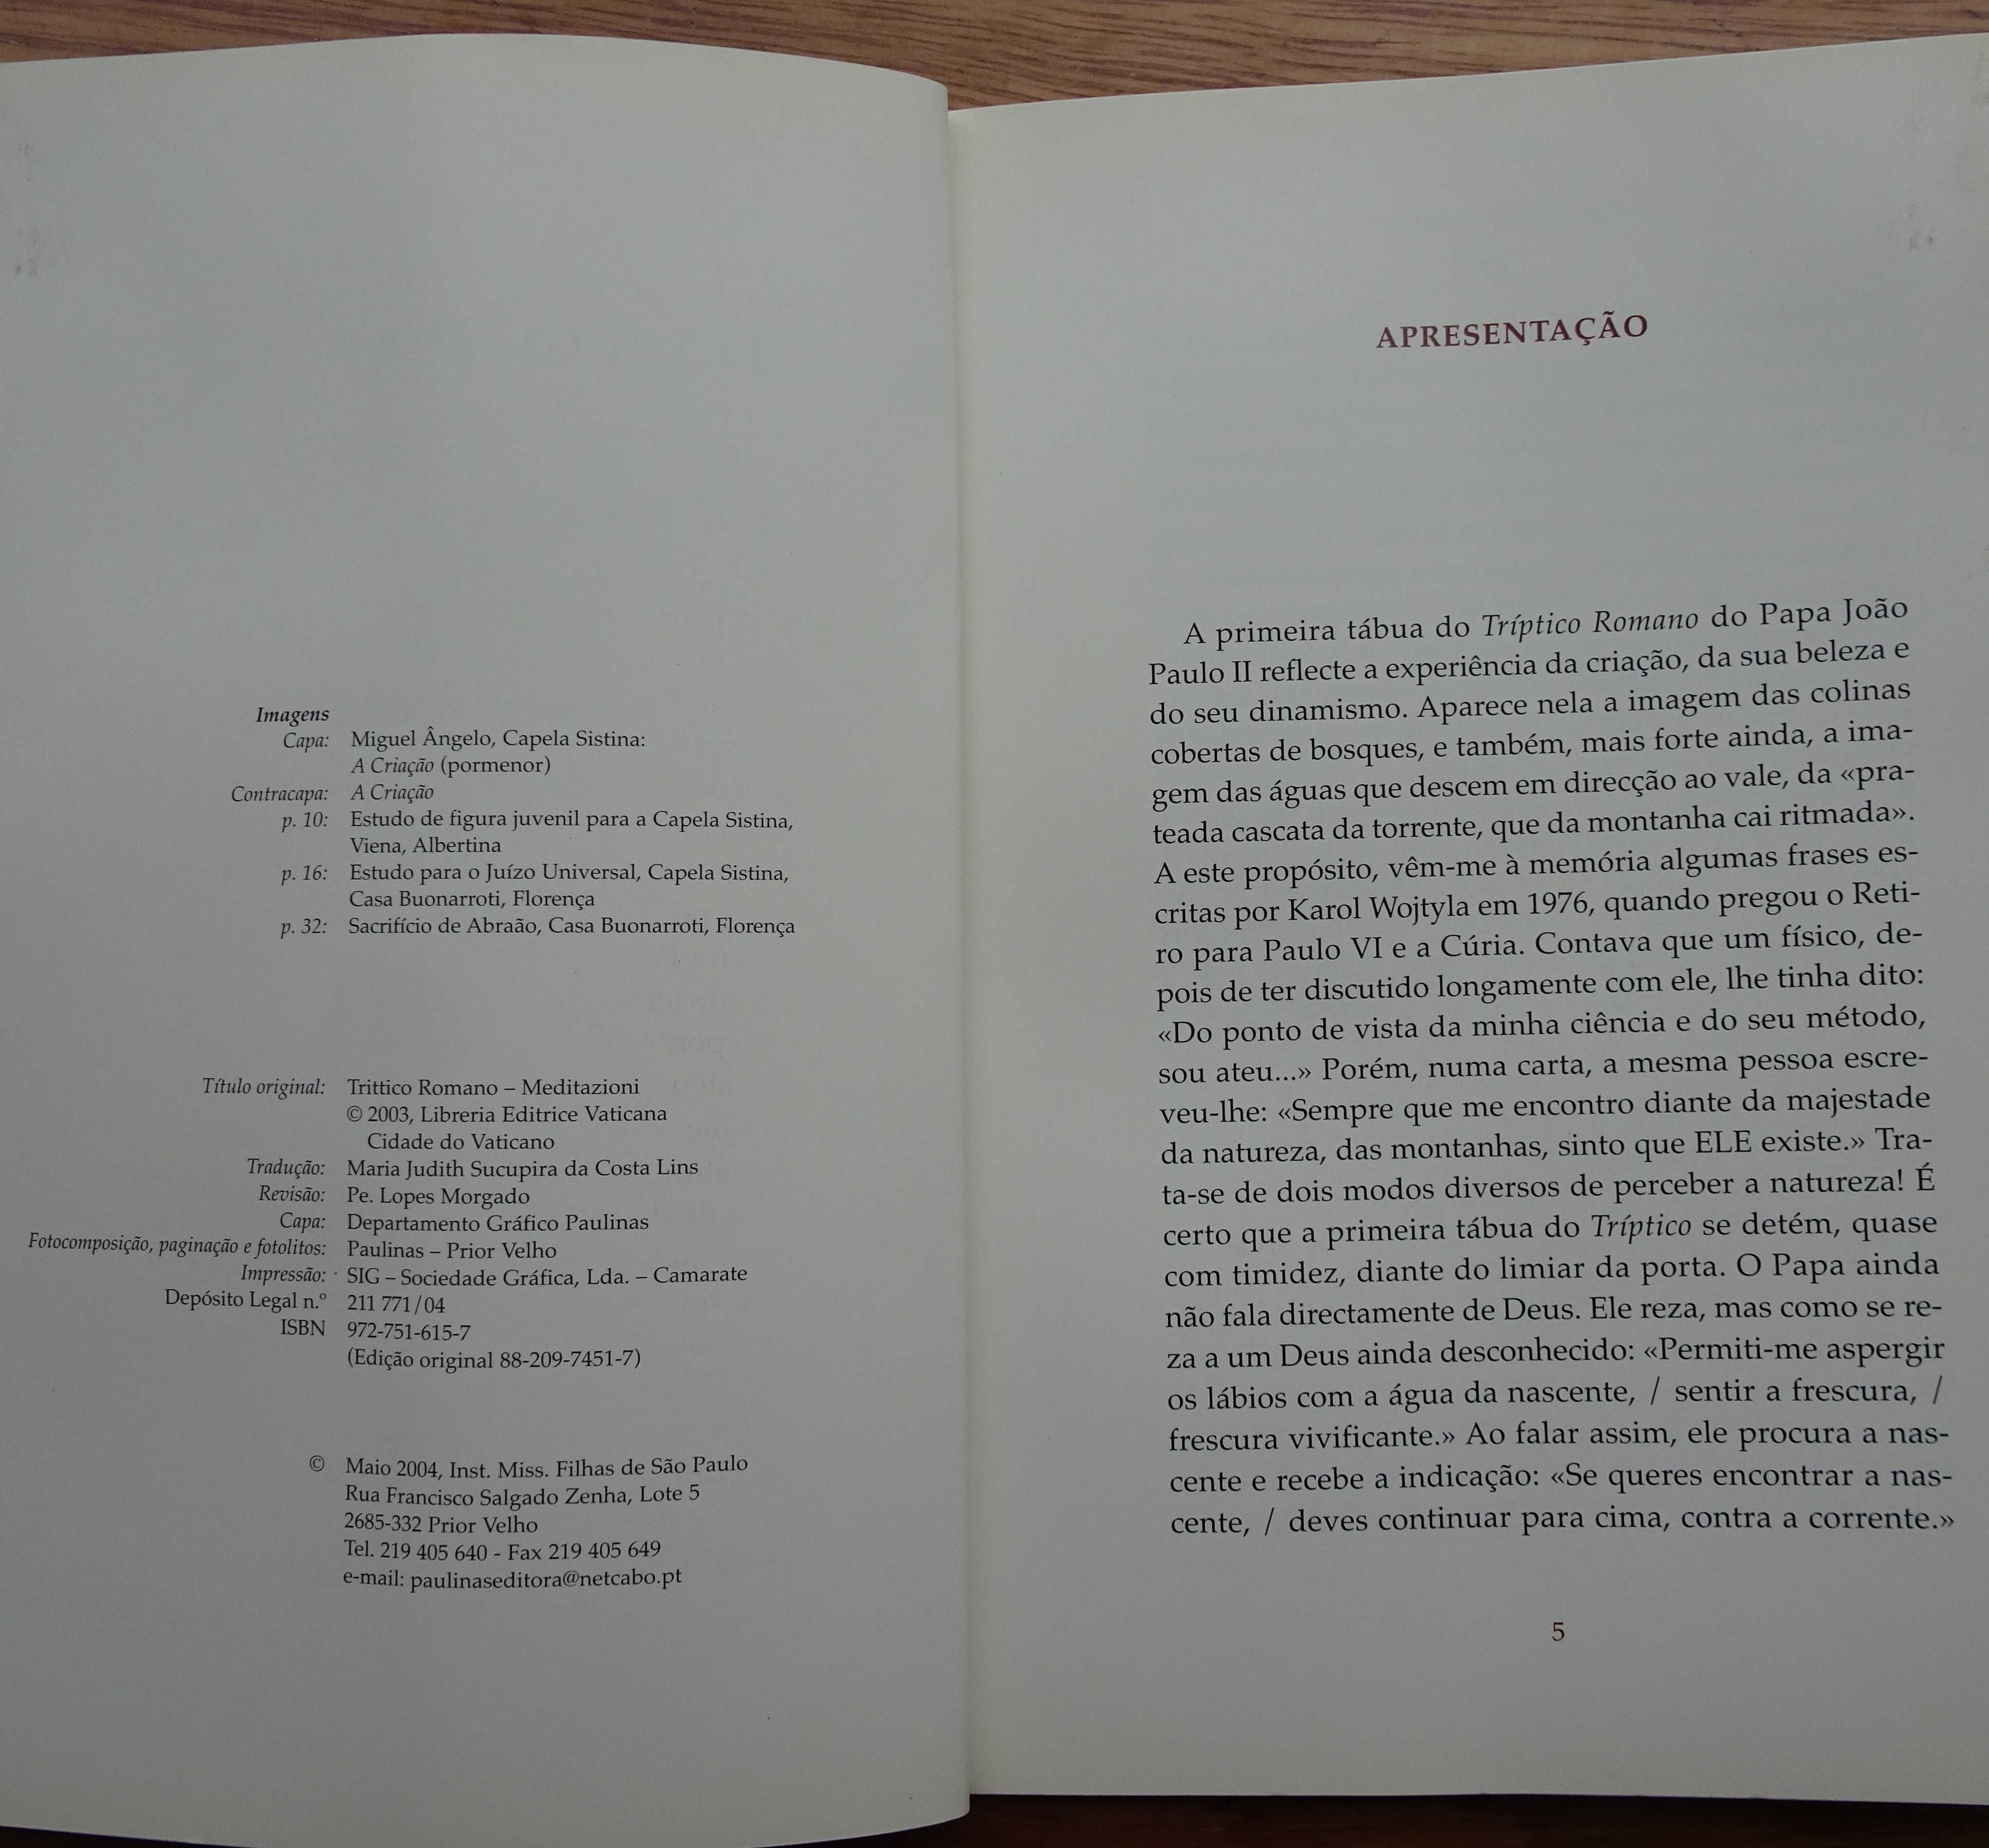 Imagens
Capa: Miguel Ângelo, Capela Sistina:
A Criação (pormenor)
Contracapa: A Criação
p. 10: Estudo de figura juvenil para a Capela Sistina,
Viena, Albertina
p. 16: Estudo para o Juízo Universal, Capela Sistina,
Casa Buonarroti, Florença
p. 32: Sacrifício de Abraão, Casa Buonarroti, Florença
Título original: Trittico Romano – Meditazioni
© 2003, Libreria Editrice Vaticana
Cidade do Vaticano
Tradução: Maria Judith Sucupira da Costa Lins
Revisão: Pe. Lopes Morgado
Capa: Departamento Gráfico Paulinas
Fotocomposição, paginação e fotolitos: Paulinas – Prior Velho
Impressão: SIG – Sociedade Gráfica, Lda. – Camarate
Depósito Legal n.º 211 771/04
ISBN 972-751-615-7
(Edição original 88-209-7451-7)
© Maio 2004, Inst. Miss. Filhas de São Paulo
Rua Francisco Salgado Zenha, Lote 5
2685-332 Prior Velho
Tel. 219 405 640 - Fax 219 405 649
e-mail: paulinaseditora@netcabo.pt
APRESENTAÇÃO
A primeira tábua do Tríptico Romano do Papa João
Paulo II reflecte a experiência da criação, da sua beleza e
do seu dinamismo. Aparece nela a imagem das colinas
cobertas de bosques, e também, mais forte ainda, a ima-
gem das águas que descem em direcção ao vale, da «pra-
teada cascata da torrente, que da montanha cai ritmada».
A este propósito, vêm-me à memória algumas frases es-
critas por Karol Wojtyla em 1976, quando pregou o Reti-
ro para Paulo VI e a Cúria. Contava que um físico, de-
pois de ter discutido longamente com ele, lhe tinha dito:
«Do ponto de vista da minha ciência e do seu método,
sou ateu...» Porém, numa carta, a mesma pessoa escre-
veu-lhe: «Sempre que me encontro diante da majestade
da natureza, das montanhas, sinto que ELE existe.» Tra-
ta-se de dois modos diversos de perceber a natureza! É
certo que a primeira tábua do Tríptico se detém, quase
com timidez, diante do limiar da porta. O Papa ainda
não fala directamente de Deus. Ele reza, mas como se re-
za a um Deus ainda desconhecido: «Permiti-me aspergir
os lábios com a água da nascente, / sentir a frescura, /
frescura vivificante.» Ao falar assim, ele procura a nas-
cente e recebe a indicação: «Se queres encontrar a nas-
cente, / deves continuar para cima, contra a corrente.»
5